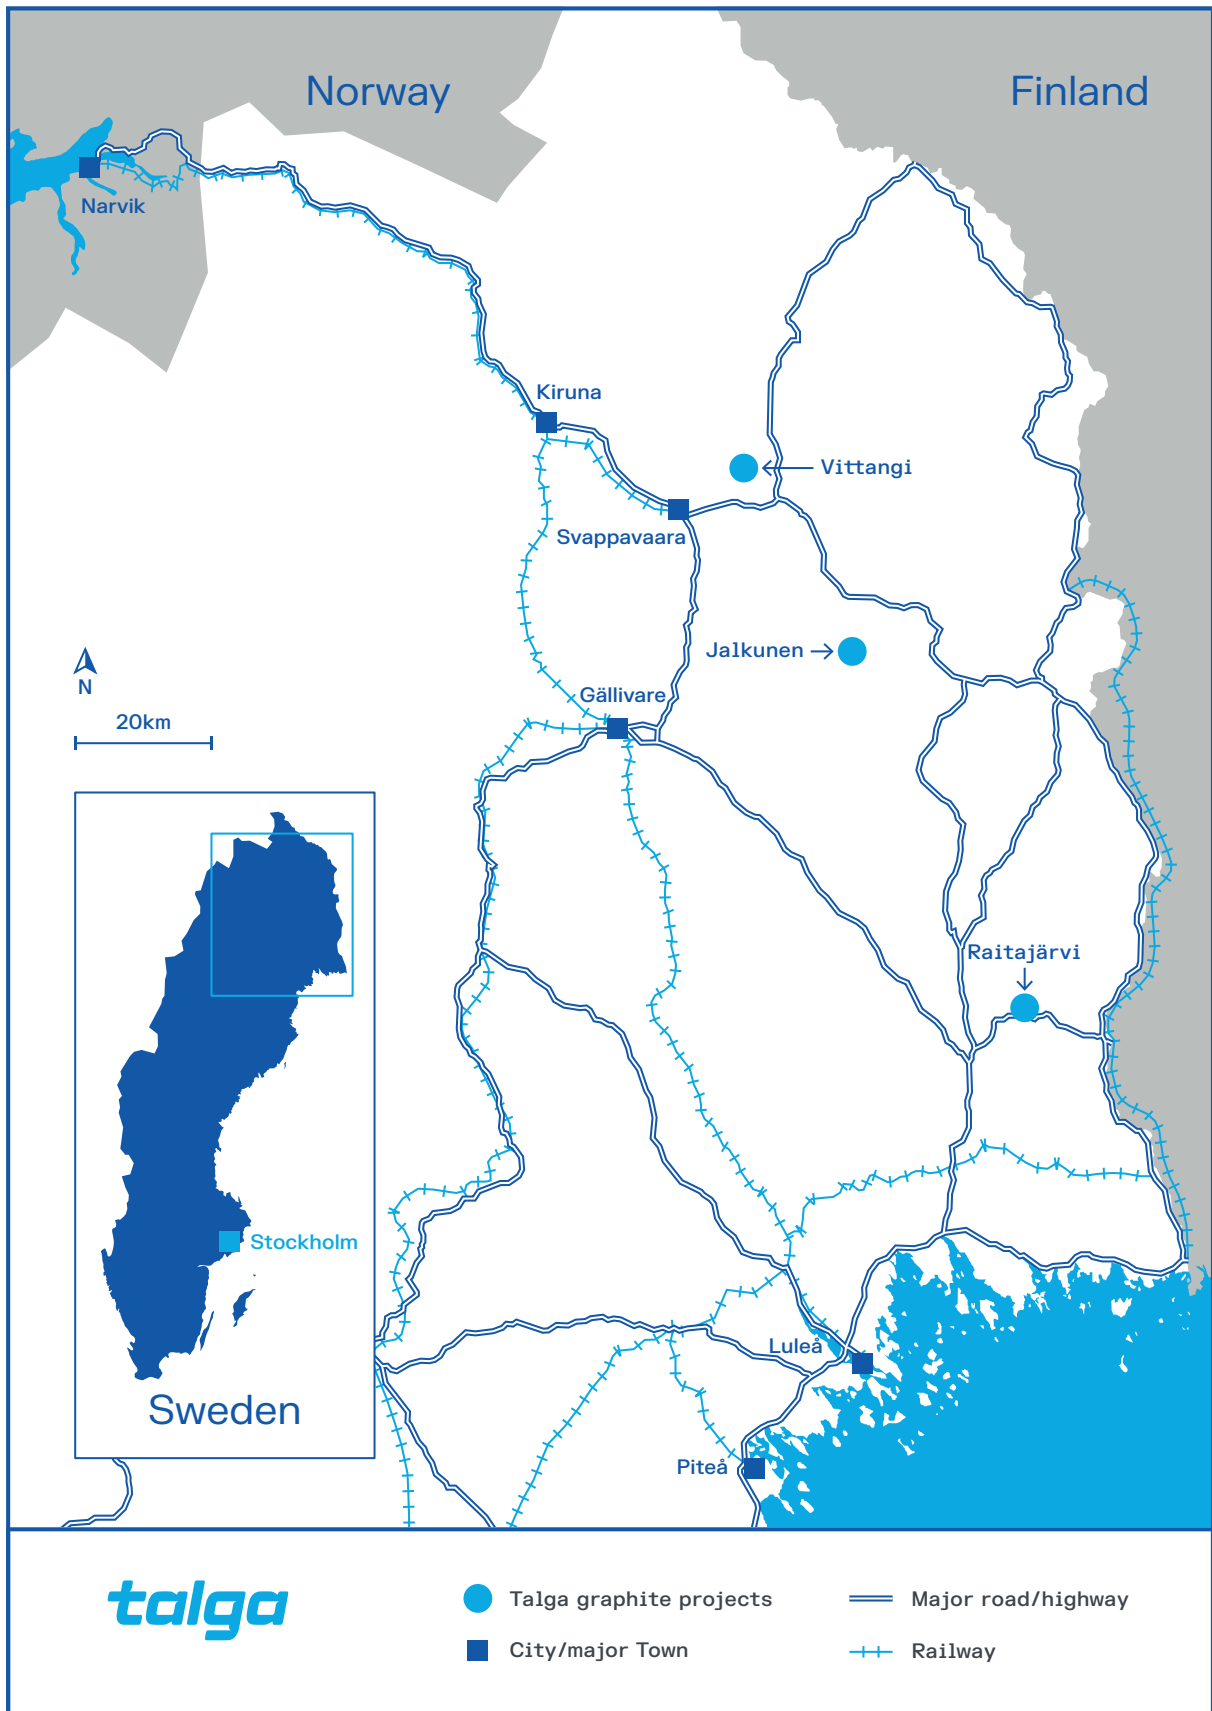 Norway
Finland
Narvik
Kiruna
Vittangi
Svappavaara
Jalkunen
N
Gällivare
20km
Raitajärvi
Stockholm
Luleå
Sweden
Piteå
talga
Talga graphite projects
Major road/highway
City/major Town
Railway